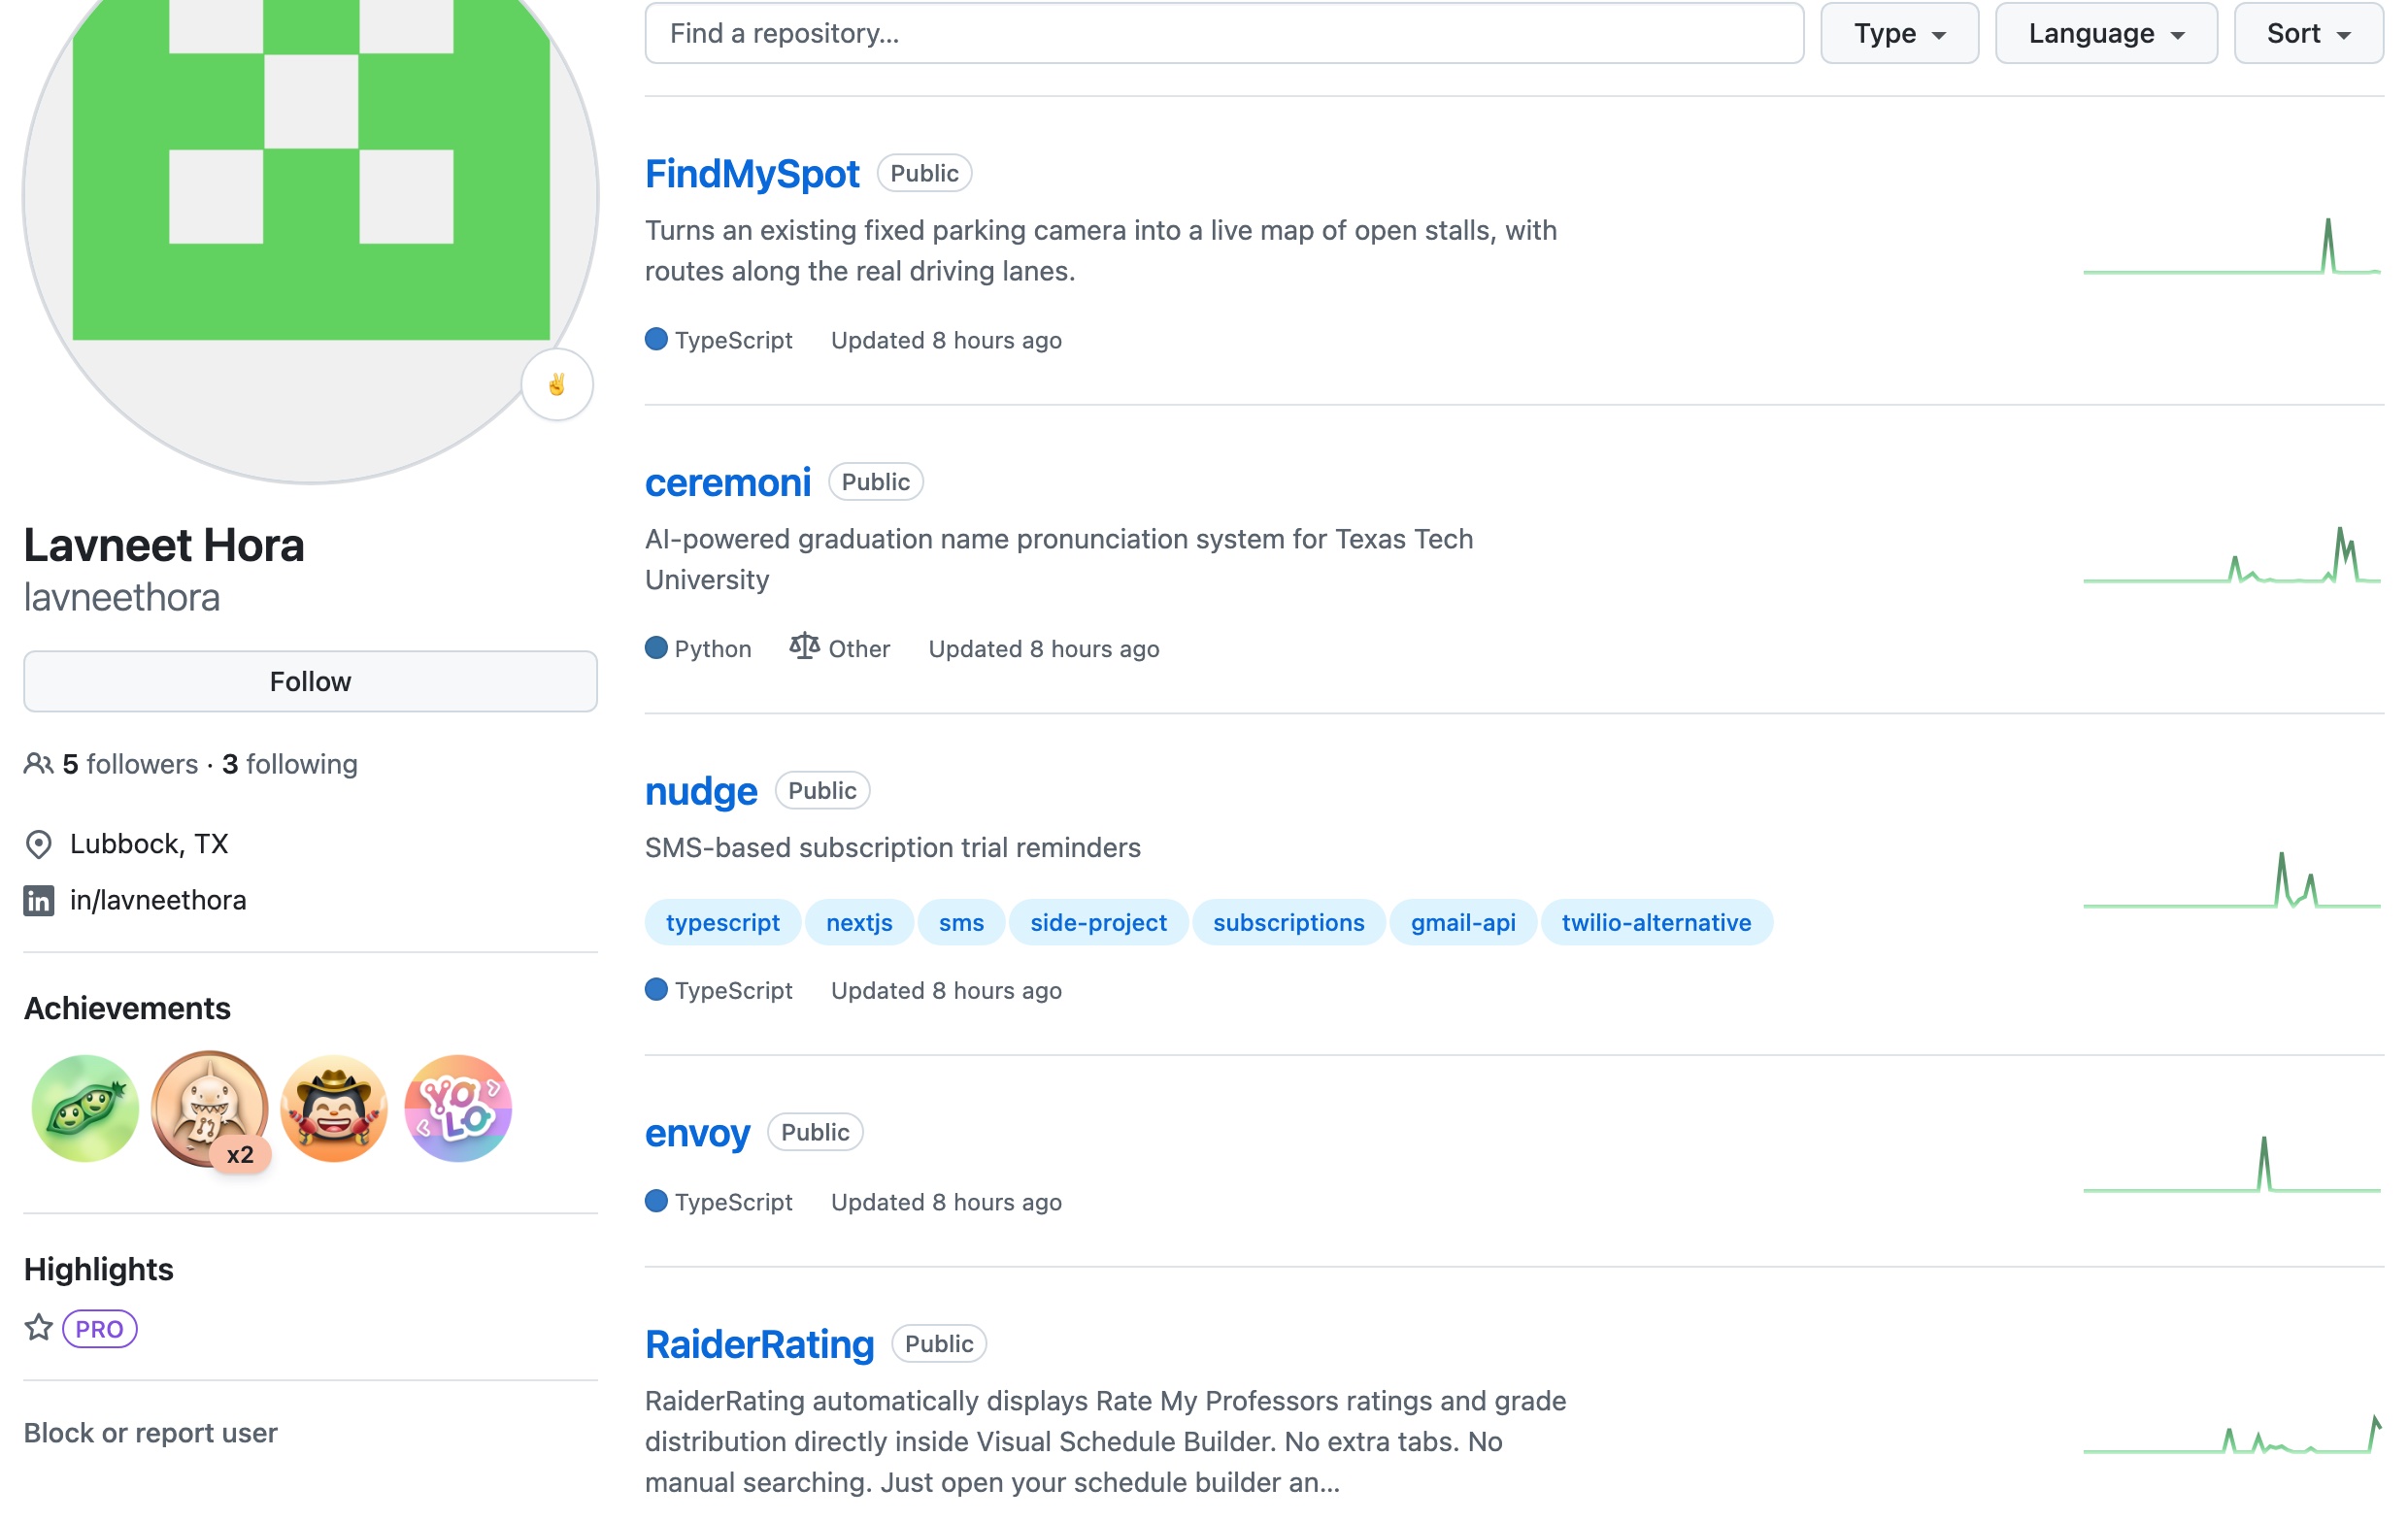 Find a repository...
Type
Language
Sort
Lavneet Hora
lavneethora
Follow
5 followers · 3 following
Lubbock, TX
in/lavneethora
Achievements
YOLO
x2
Highlights
PRO
Block or report user
FindMySpot Public
Turns an existing fixed parking camera into a live map of open stalls, with
routes along the real driving lanes.
TypeScript Updated 8 hours ago
ceremoni Public
AI-powered graduation name pronunciation system for Texas Tech
University
Python Other Updated 8 hours ago
nudge Public
SMS-based subscription trial reminders
typescript nextjs sms side-project subscriptions gmail-api twilio-alternative
TypeScript Updated 8 hours ago
envoy Public
TypeScript Updated 8 hours ago
RaiderRating Public
RaiderRating automatically displays Rate My Professors ratings and grade
distribution directly inside Visual Schedule Builder. No extra tabs. No
manual searching. Just open your schedule builder an...